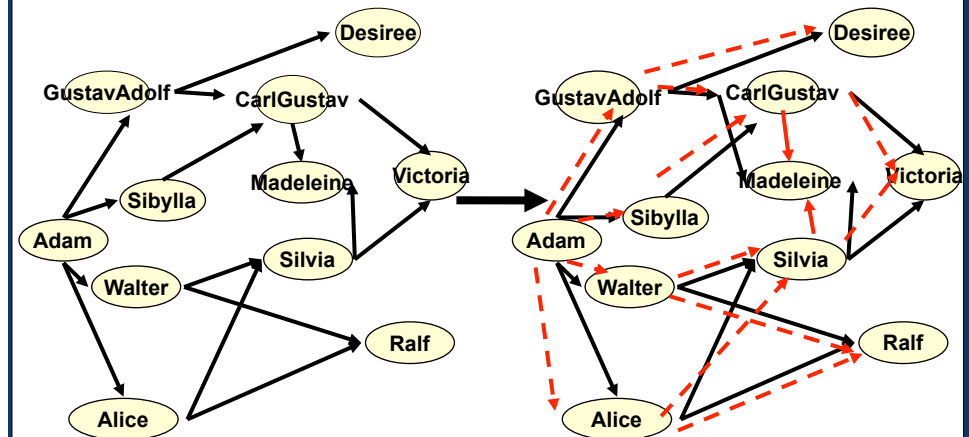 Desiree
GustavAdolf
CarlGustav
Madeleine
Victoria
Sibylla
Adam
Silvia
Walter
Ralf
Alice
Desiree
GustavAdolf
CarlGustav
Madeleine
Victoria
Sibylla
Adam
Silvia
Walter
Ralf
Alice